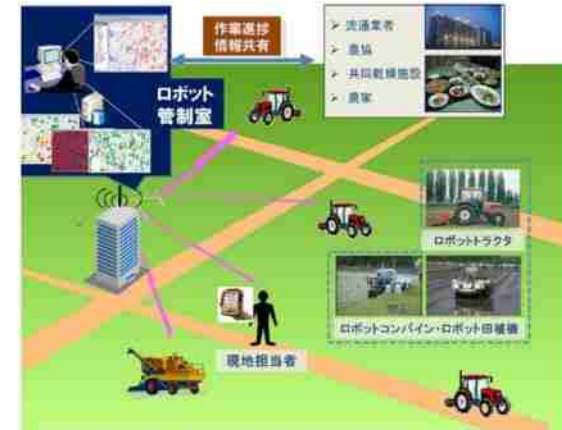 作業進捗
情報共有
➢ 流通業者
➢ 農協
➢ 共同乾燥施設
➢ 農家
ロボット
管制室
ロボットトラクタ
ロボットコンバイン・ロボット田植機
現地担当者